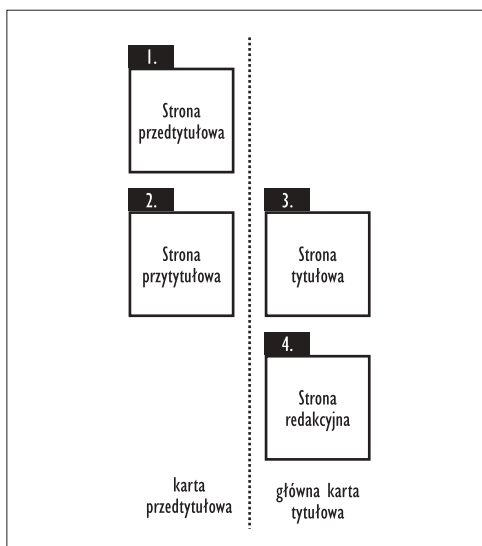 1.
Strona
przedtytułowa
2.
Strona
przytytułowa
3.
Strona
tytułowa
4.
Strona
redakcyjna
karta
przedtytułowa
główna karta
tytułowa